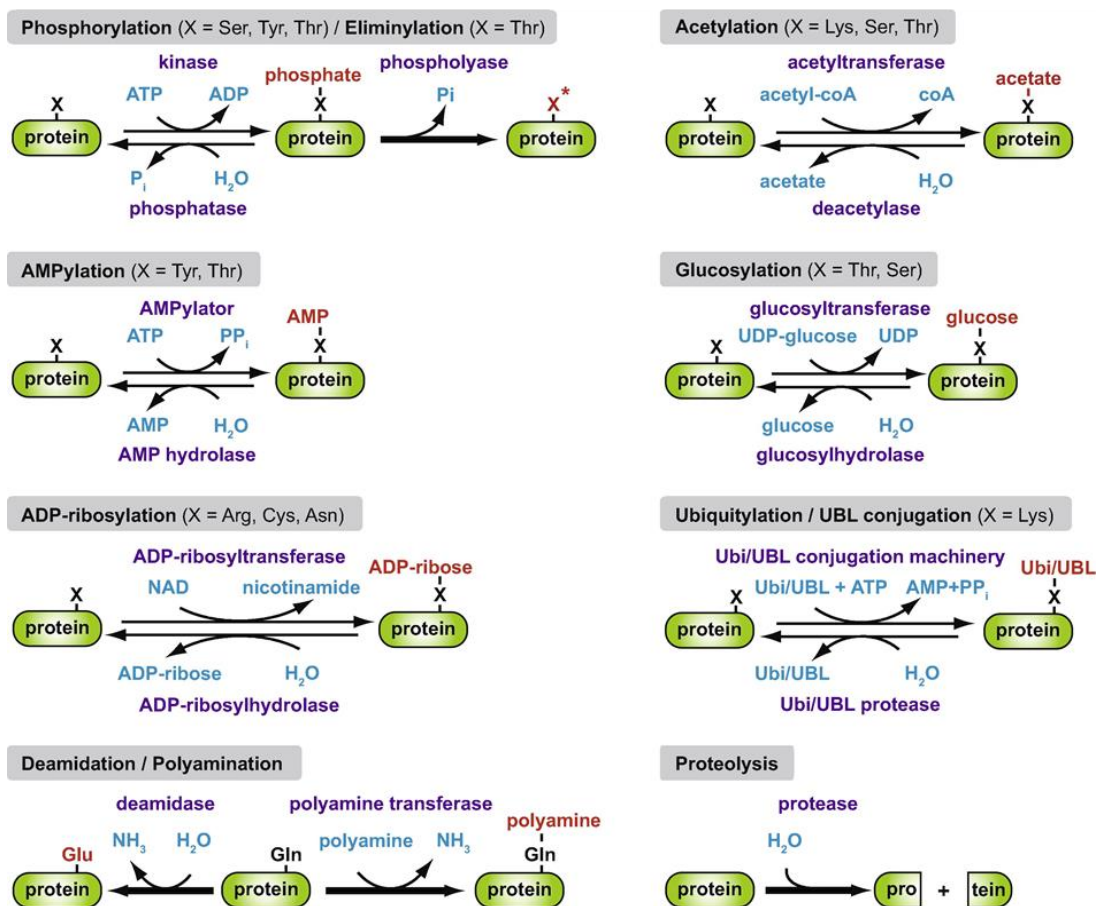 Phosphorylation (X = Ser, Tyr, Thr) / Eliminylation (X = Thr)
kinase
phospholyase
ATP ADP
phosphate
Pi
X
X
X*
protein
protein
protein
Pi H2O
phosphatase
Acetylation (X = Lys, Ser, Thr)
acetyltransferase
acetyl-coA coA
acetate
X
X
protein
protein
acetate H2O
deacetylase
AMPylation (X = Tyr, Thr)
AMPylator
ATP PPi
AMP
X
X
protein
protein
AMP H2O
AMP hydrolase
Glucosylation (X = Thr, Ser)
glucosyltransferase
UDP-glucose UDP
glucose
X
X
protein
protein
glucose H2O
glucosylhydrolase
ADP-ribosylation (X = Arg, Cys, Asn)
ADP-ribosyltransferase
NAD nicotinamide
ADP-ribose
X
X
protein
protein
ADP-ribose H2O
ADP-ribosylhydrolase
Ubiquitylation / UBL conjugation (X = Lys)
Ubi/UBL conjugation machinery
Ubi/UBL + ATP AMP+PPi
Ubi/UBL
X
X
protein
protein
Ubi/UBL H2O
Ubi/UBL protease
Deamidation / Polyamination
deamidase
polyamine transferase
NH3 H2O
polyamine NH3
polyamine
Glu
Gln
Gln
protein
protein
protein
Proteolysis
protease
H2O
protein
pro + tein